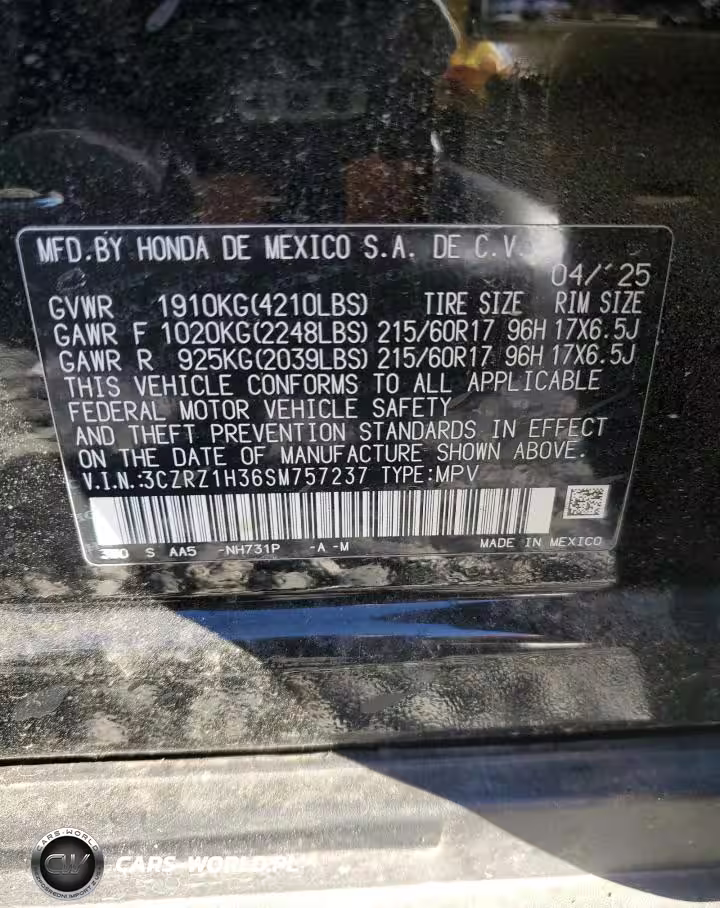 MFD.BY HONDA DE MEXICO S.A. DE C.V.
04/'25
GVWR 1910KG(4210LBS) TIRE SIZE RIM SIZE
GAWR F 1020KG(2248LBS) 215/60R17 96H 17X6.5J
GAWR R 925KG(2039LBS) 215/60R17 96H 17X6.5J
THIS VEHICLE CONFORMS TO ALL APPLICABLE
FEDERAL MOTOR VEHICLE SAFETY
AND THEFT PREVENTION STANDARDS IN EFFECT
ON THE DATE OF MANUFACTURE SHOWN ABOVE.
V.I.N.:3CZRZ1H36SM757237 TYPE:MPV
S AA5 -NH731P -A -M MADE IN MEXICO
CARS-WORLD
CW
CARS-WORLD.PL